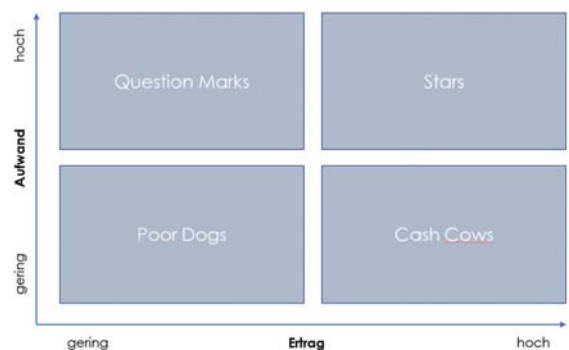 hoch
Question Marks
Stars
Aufwand
Poor Dogs
Cash Cows
gering
gering
Ertrag
hoch